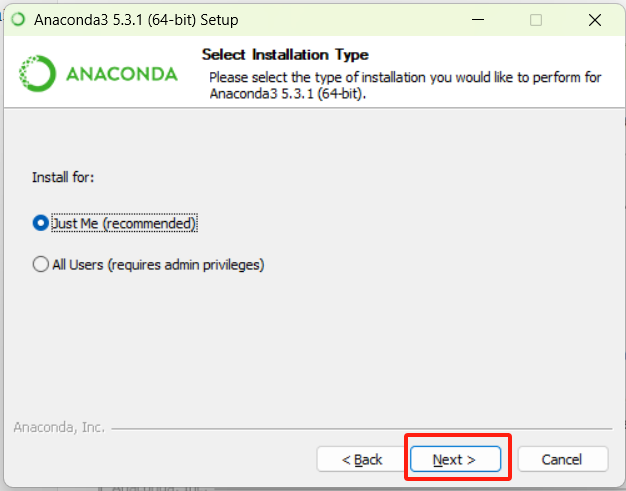 Anaconda3 5.3.1 (64-bit) Setup
ANACONDA
Select Installation Type
Please select the type of installation you would like to perform for
Anaconda3 5.3.1 (64-bit).
Install for:
Just Me (recommended)
All Users (requires admin privileges)
Anaconda, Inc.
< Back
Next >
Cancel